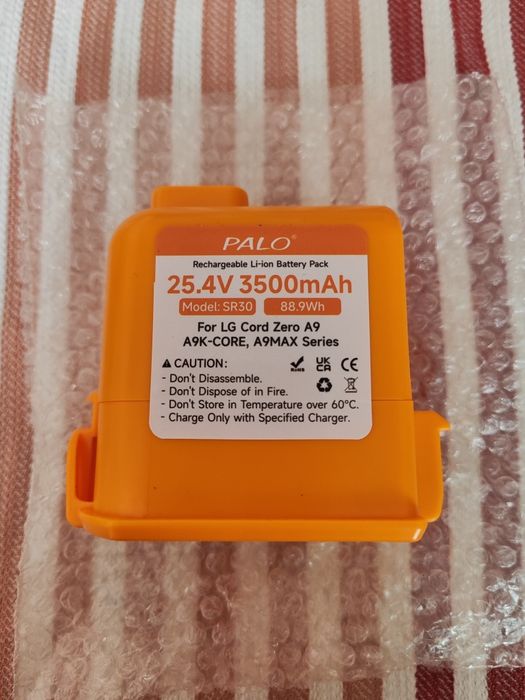 PALO®
Rechargeable Li-ion Battery Pack
25.4V 3500mAh
Model: SR30 88.9Wh
For LG Cord Zero A9
A9K-CORE, A9MAX Series
CAUTION:
- Don't Disassemble.
- Don't Dispose of in Fire.
- Don't Store in Temperature over 60°C.
- Charge Only with Specified Charger.
RoHS UK CA CE